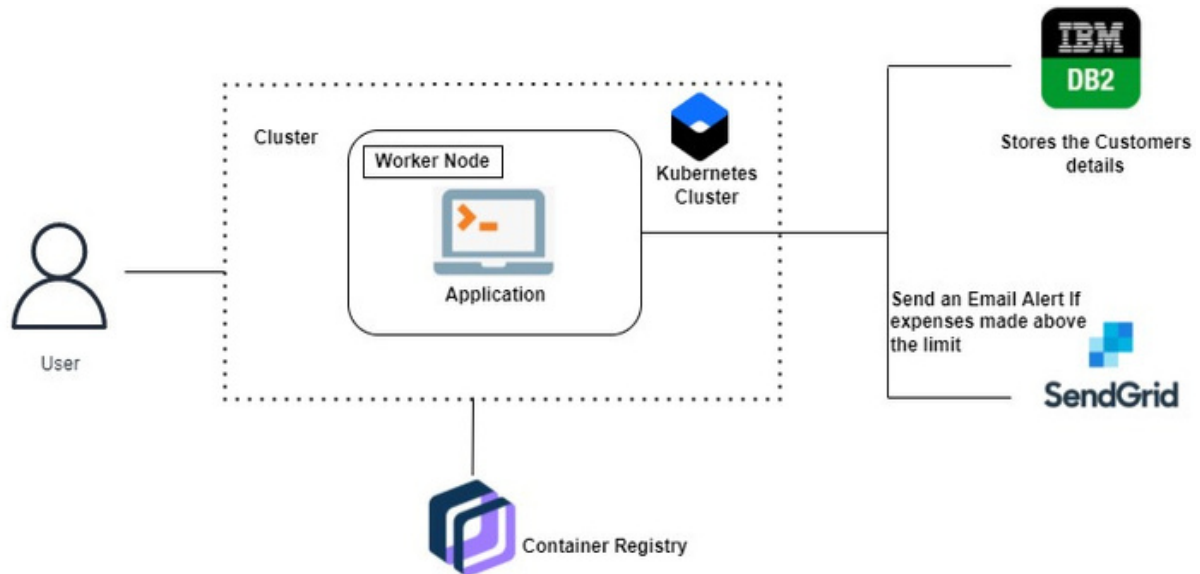 IBM
DB2
Stores the Customers
details
Cluster
Worker Node
Kubernetes
Cluster
Application
User
Send an Email Alert If
expenses made above
the limit
SendGrid
Container Registry